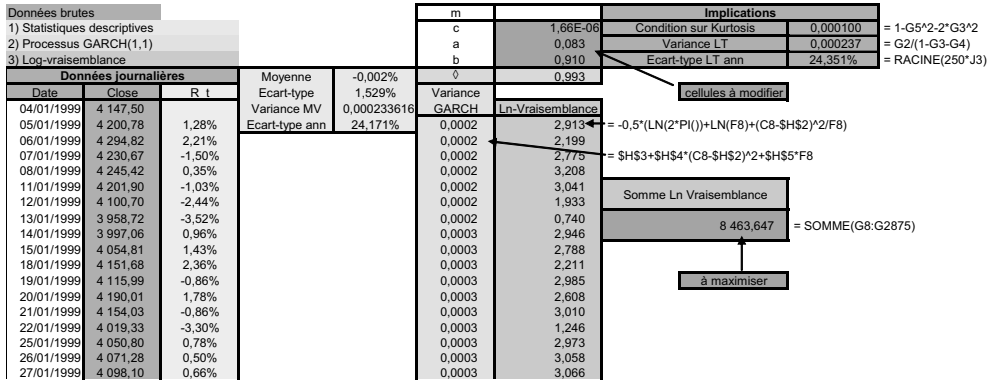 Données brutes m Implications
1) Statistiques descriptives c 1,66E-06 Condition sur Kurtosis 0,000100 = 1-G5^2-2*G3^2
2) Processus GARCH(1,1) a 0,083 Variance LT 0,000237 = G2/(1-G3-G4)
3) Log-vraisemblance b 0,910 Ecart-type LT ann 24,351% = RACINE(250*J3)
Données journalières Moyenne -0,002% ◊ 0,993
Date Close R_t Ecart-type 1,529% Variance cellules à modifier
04/01/1999 4 147,50 Variance MV 0,000233616 GARCH Ln-Vraisemblance
05/01/1999 4 200,78 1,28% Ecart-type ann 24,171% 0,0002 2,913 = -0,5*(LN(2*PI())+LN(F8)+(C8-$H$2)^2/F8)
06/01/1999 4 294,82 2,21% 0,0002 2,199
07/01/1999 4 230,67 -1,50% 0,0002 2,775 = $H$3+$H$4*(C8-$H$2)^2+$H$5*F8
08/01/1999 4 245,42 0,35% 0,0002 3,208
11/01/1999 4 201,90 -1,03% 0,0002 3,041
12/01/1999 4 100,70 -2,44% 0,0002 1,933 Somme Ln Vraisemblance
13/01/1999 3 958,72 -3,52% 0,0002 0,740
14/01/1999 3 997,06 0,96% 0,0003 2,946 8 463,647 = SOMME(G8:G2875)
15/01/1999 4 054,81 1,43% 0,0003 2,788
18/01/1999 4 151,68 2,36% 0,0003 2,211
19/01/1999 4 115,99 -0,86% 0,0003 2,985 à maximiser
20/01/1999 4 190,01 1,78% 0,0003 2,608
21/01/1999 4 154,03 -0,86% 0,0003 3,010
22/01/1999 4 019,33 -3,30% 0,0003 1,246
25/01/1999 4 050,80 0,78% 0,0003 2,973
26/01/1999 4 071,28 0,50% 0,0003 3,058
27/01/1999 4 098,10 0,66% 0,0003 3,066